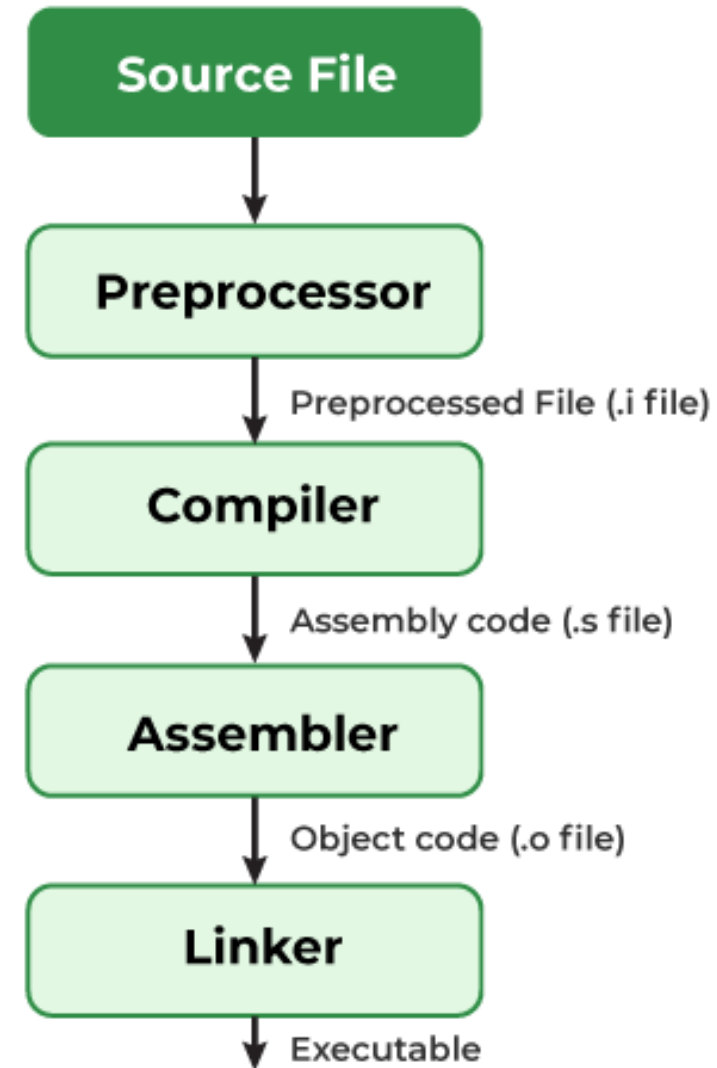 Source File
Preprocessor
Preprocessed File (.i file)
Compiler
Assembly code (.s file)
Assembler
Object code (.o file)
Linker
Executable